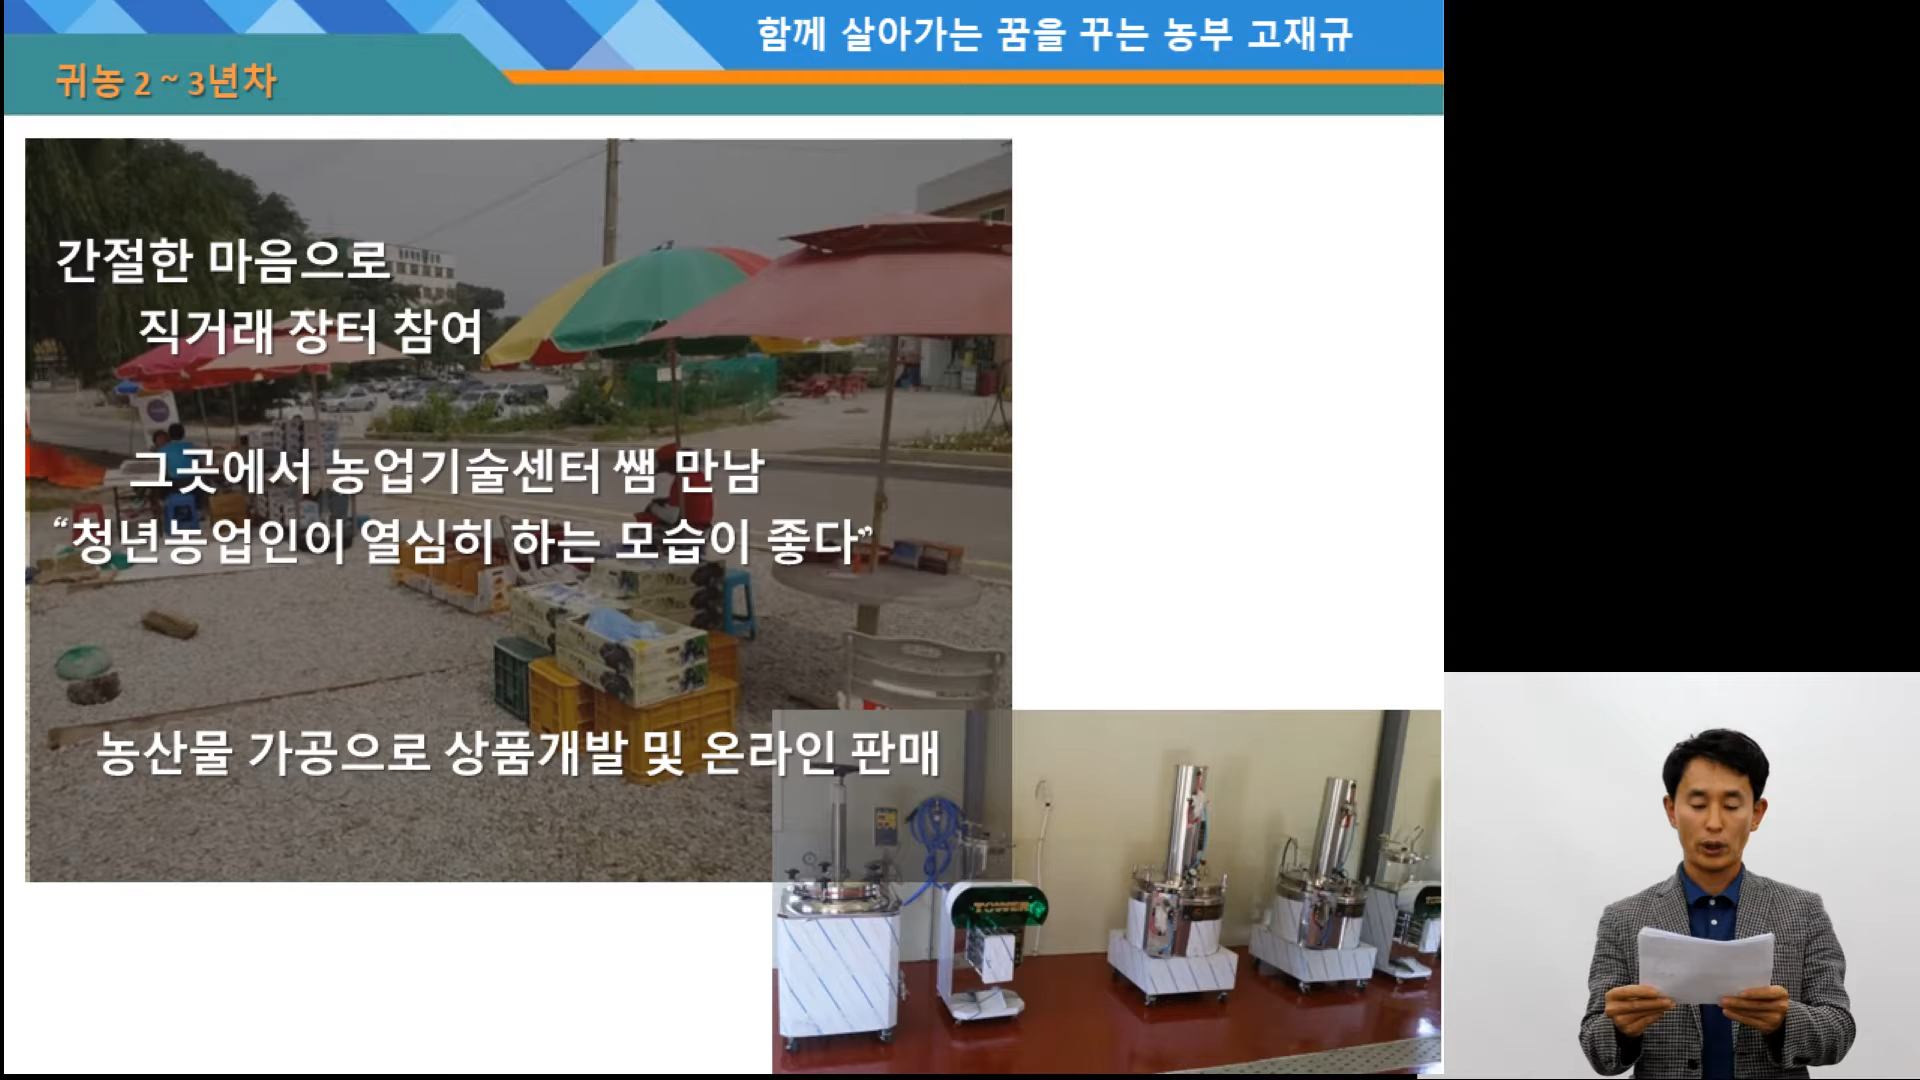 함께 살아가는 꿈을 꾸는 농부 고재규
귀농 2 ~ 3년차
간절한 마음으로
직거래 장터 참여
그곳에서 농업기술센터 쌤 만남
“청년농업인이 열심히 하는 모습이 좋다”
농산물 가공으로 상품개발 및 온라인 판매
TOWER